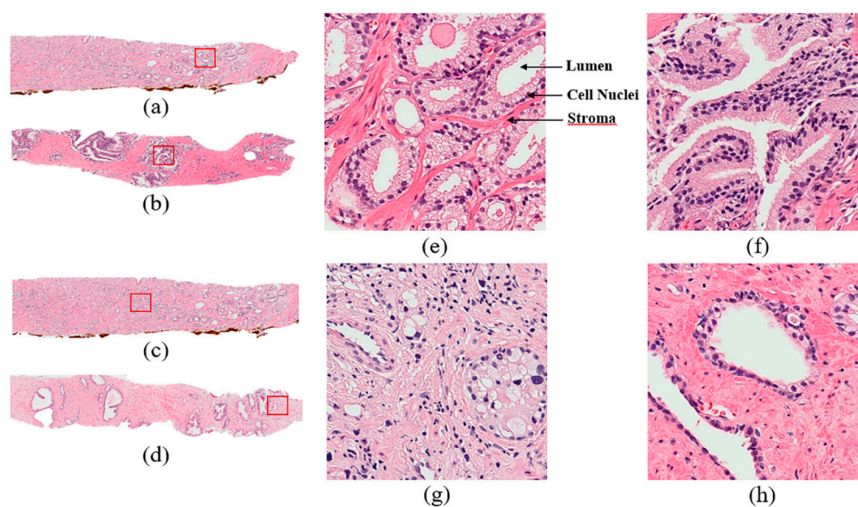 (a)
(b)
(c)
(d)
Lumen
Cell Nuclei
Stroma
(e)
(f)
(g)
(h)